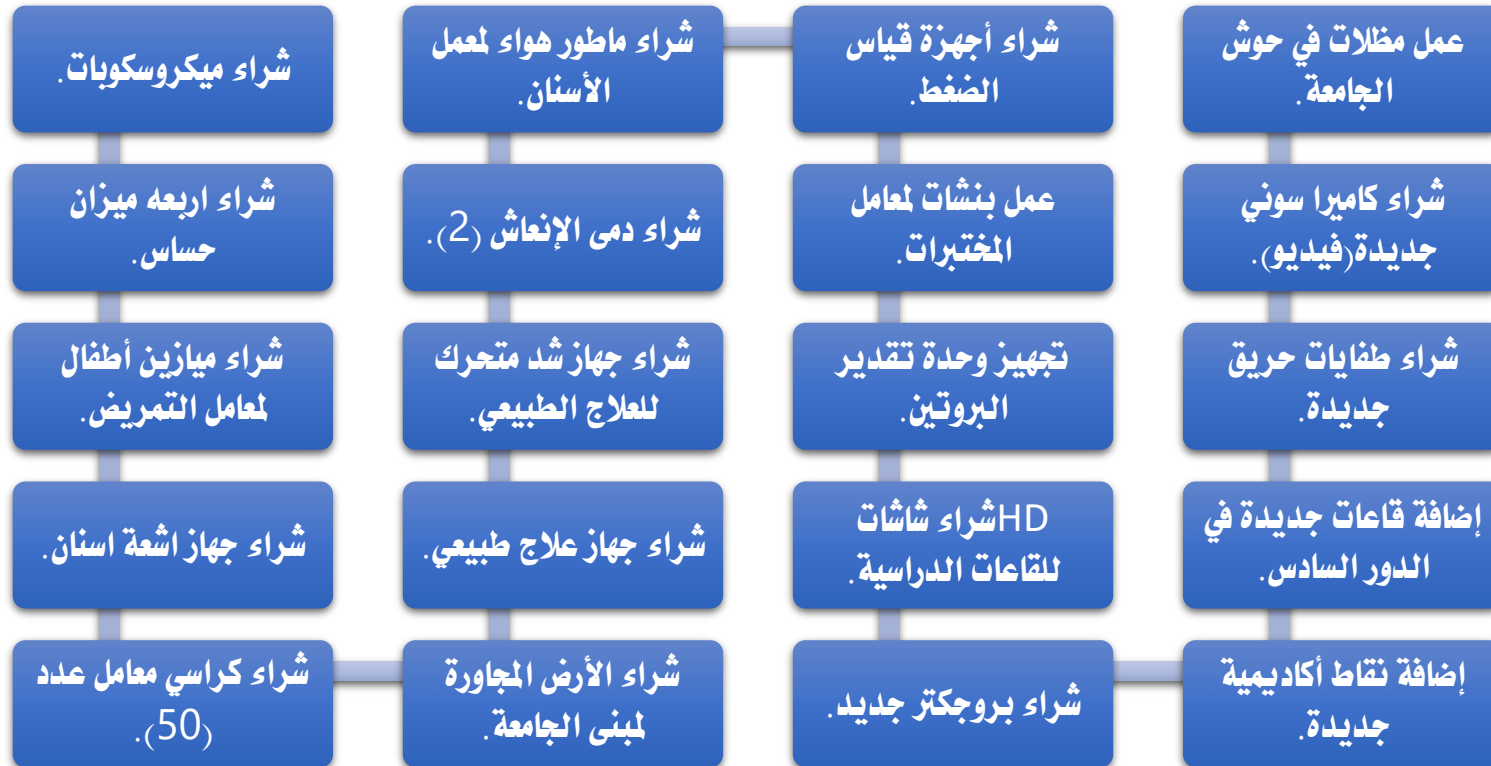 عمل مظلات في حوش
الجامعة.
شراء كاميرا سوني
جديدة(فيديو).
شراء طفايات حريق
جديدة.
إضافة قاعات جديدة في
الدور السادس.
إضافة نقاط أكاديمية
جديدة.
شراء بروجكتر جديد.
HDشراء شاشات
للقاعات الدراسية.
تجهيز وحدة تقدير
البروتين.
عمل بنشات لمعامل
المختبرات.
شراء أجهزة قياس
الضغط.
شراء ماطور هواء لمعمل
الأسنان.
شراء دمى الإنعاش (2).
شراء جهاز شد متحرك
للعلاج الطبيعي.
شراء جهاز علاج طبيعي.
شراء الأرض المجاورة
لمبنى الجامعة.
شراء كراسي معامل عدد
(50).
شراء جهاز اشعة اسنان.
شراء ميازين أطفال
لمعامل التمريض.
شراء اربعه ميزان
حساس.
شراء ميكروسكوبات.